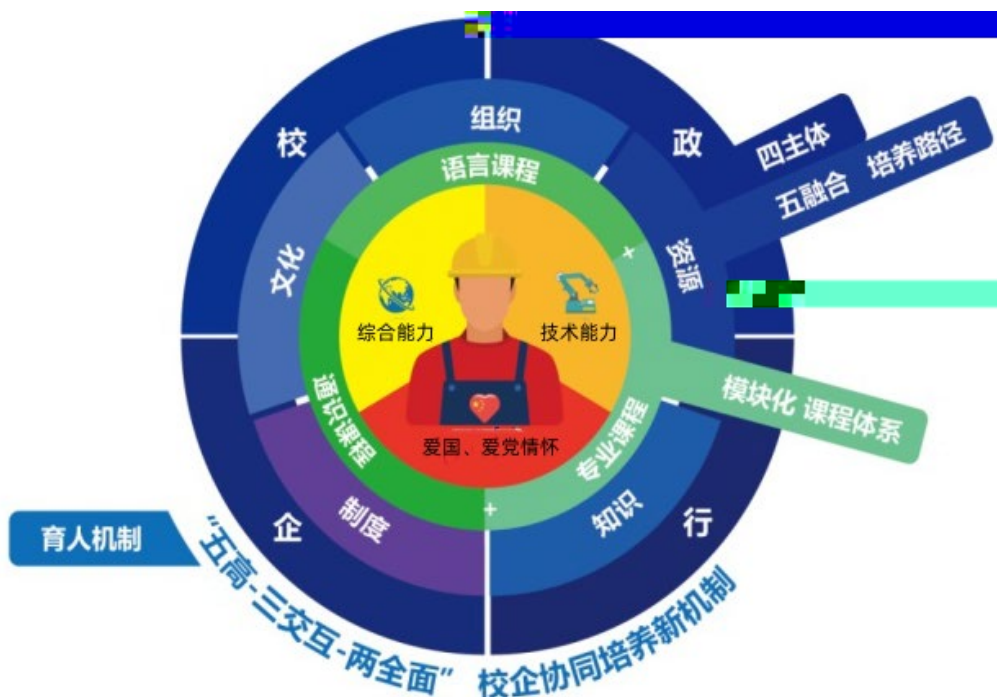 校
政
企
行
组织
资源
知识
制度
文化
语言课程
+
专业课程
+
通识课程
综合能力
技术能力
爱国、爱党情怀
四主体
五融合 培养路径
模块化 课程体系
育人机制
“五高-三交互-两全面” 校企协同培养新机制